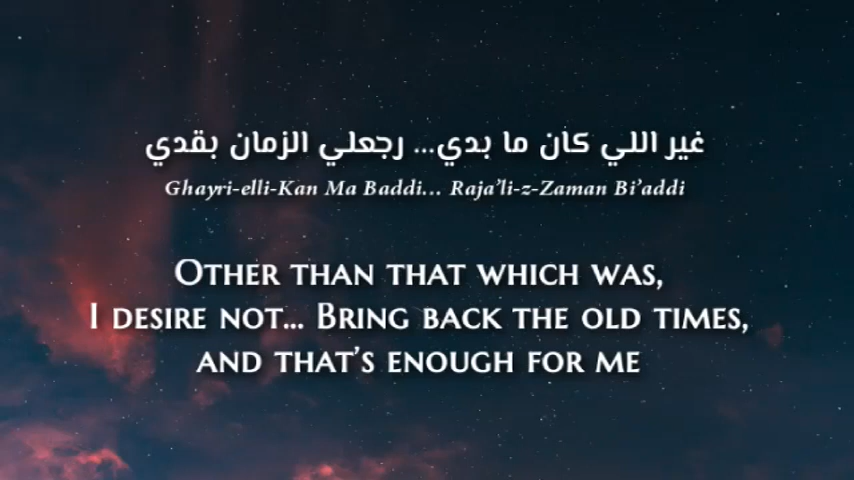 غير اللي كان ما بدي... رجعلي الزمان بقدي
Ghayri-elli-Kan Ma Baddi... Raja'li-z-Zaman Bi'addi
Other than that which was,
I desire not... Bring back the old times,
and that's enough for me